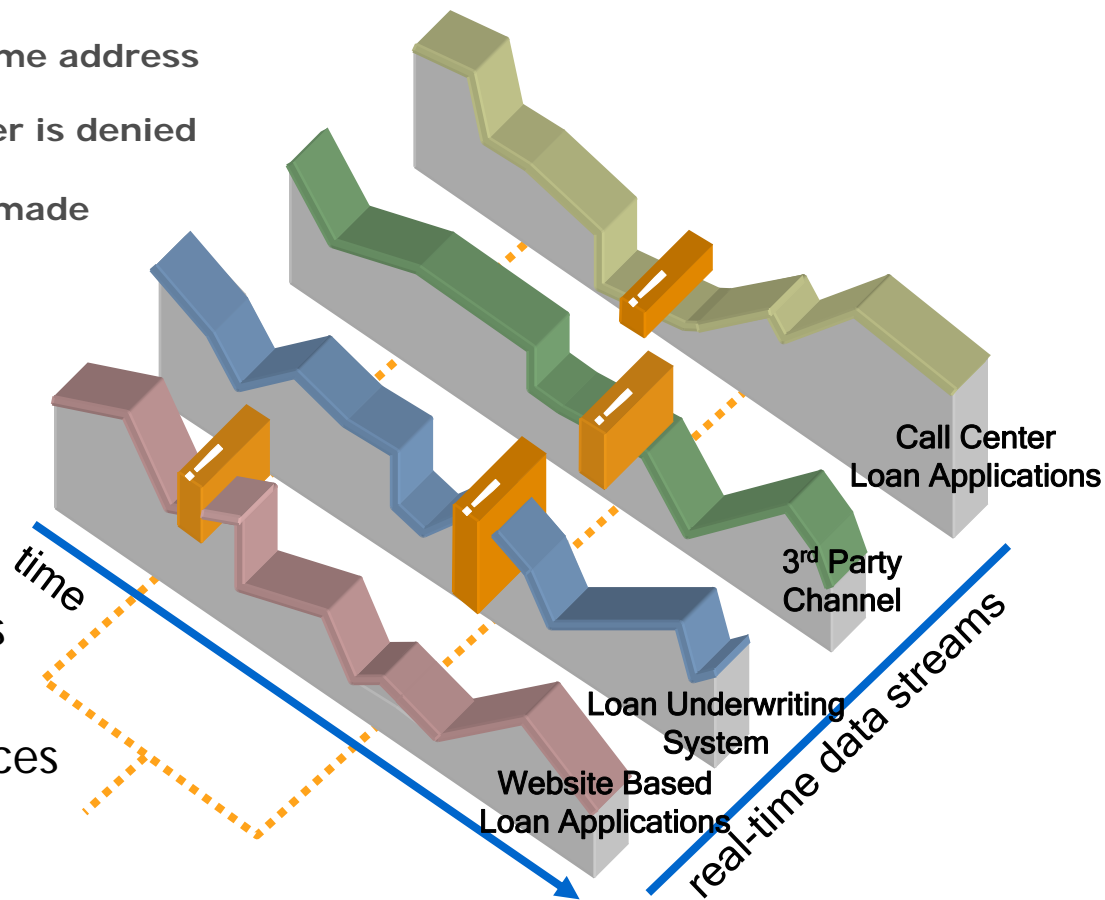 me address
er is denied
made
Call Center
Loan Applications
3rd Party
Channel
time
s
Loan Underwriting
System
ces
Website Based
Loan Applications
real-time data streams